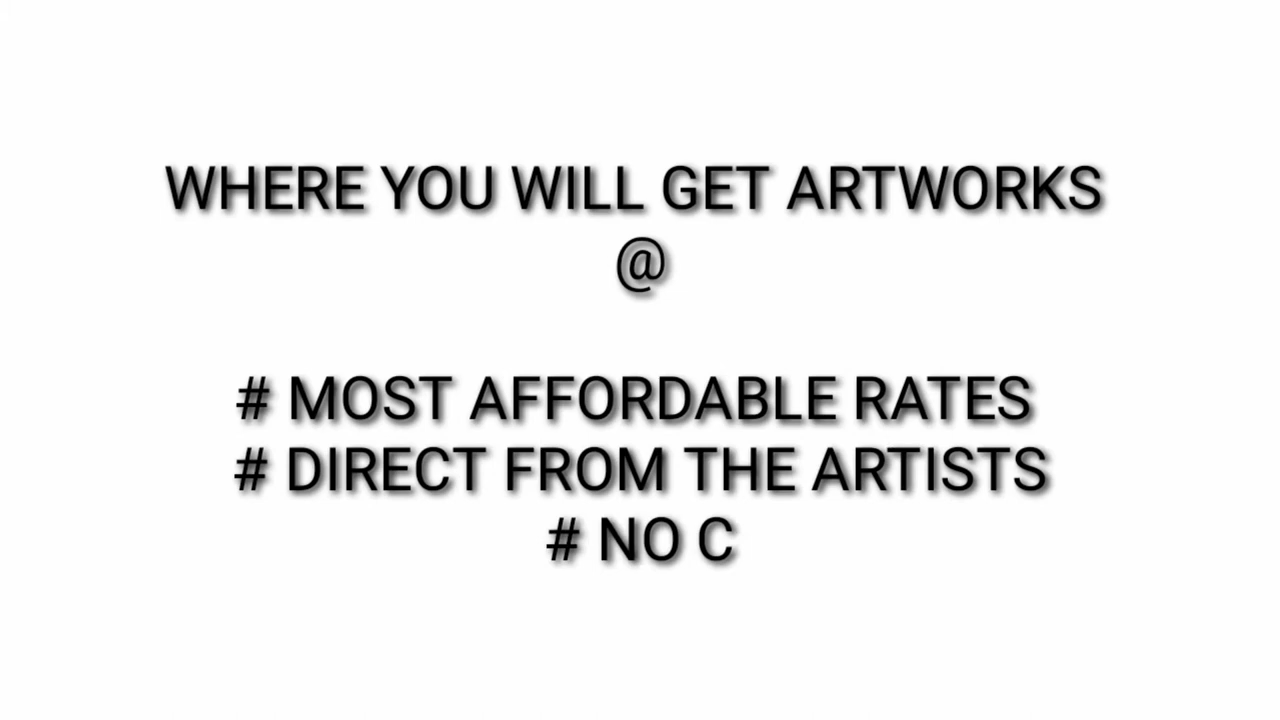 WHERE YOU WILL GET ARTWORKS
@
# MOST AFFORDABLE RATES
# DIRECT FROM THE ARTISTS
# NO C